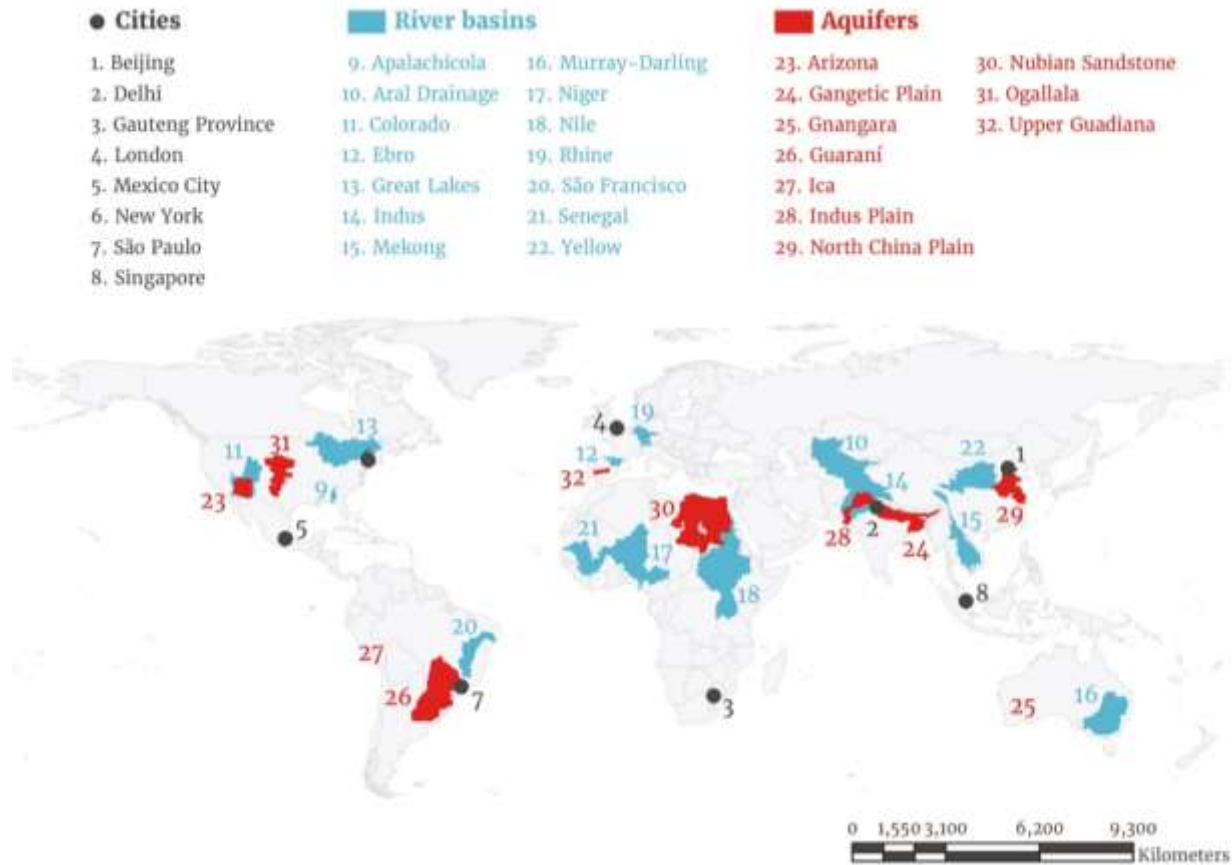 Cities
1. Beijing
2. Delhi
3. Gauteng Province
4. London
5. Mexico City
6. New York
7. São Paulo
8. Singapore
River basins
9. Apalachicola
10. Aral Drainage
11. Colorado
12. Ebro
13. Great Lakes
14. Indus
15. Mekong
16. Murray-Darling
17. Niger
18. Nile
19. Rhine
20. São Francisco
21. Senegal
22. Yellow
Aquifers
23. Arizona
24. Gangetic Plain
25. Gnangara
26. Guaraní
27. Ica
28. Indus Plain
29. North China Plain
30. Nubian Sandstone
31. Ogallala
32. Upper Guadiana
13
4
19
11
31
10
22
1
12
32
23
9
14
30
5
21
17
28
2
24
15
29
18
8
20
27
26
7
3
25
16
0 1,550 3,100 6,200 9,300
Kilometers